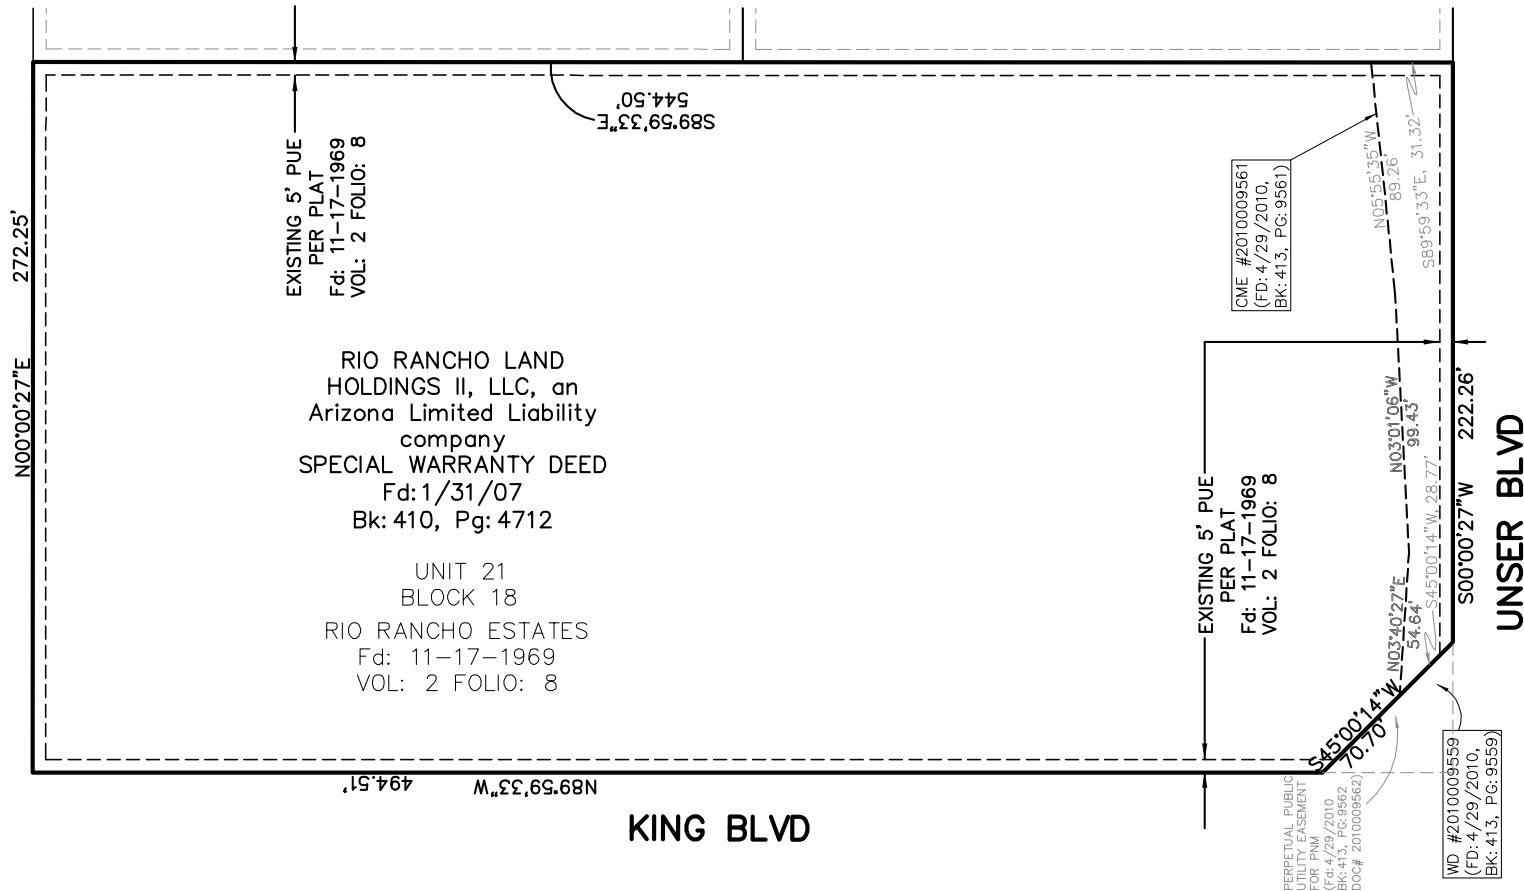 S89°59'33"E
544.50'
EXISTING 5' PUE
PER PLAT
Fd: 11-17-1969
VOL: 2 FOLIO: 8
N00°00'27"E 272.25'
CME #2010009561
(FD: 4/29/2010,
BK: 413, PG: 9561)
N05°55'35"W
89.26'
S89°59'33"E, 31.32'
RIO RANCHO LAND
HOLDINGS II, LLC, an
Arizona Limited Liability
company
SPECIAL WARRANTY DEED
Fd: 1/31/07
Bk: 410, Pg: 4712
UNIT 21
BLOCK 18
RIO RANCHO ESTATES
Fd: 11-17-1969
VOL: 2 FOLIO: 8
EXISTING 5' PUE
PER PLAT
Fd: 11-17-1969
VOL: 2 FOLIO: 8
N03°01'06"W
99.43'
N03°40'27"E
54.64'
S45°00'14"W, 28.77'
S00°00'27"W 222.26'
UNSER BLVD
S45°00'14"W
70.70'
N89°59'33"W 494.51'
KING BLVD
PERPETUAL PUBLIC
UTILITY EASEMENT
FOR PNM
(Fd: 4/29/2010
BK: 413, PG: 9562
DOC# 2010009562)
WD #2010009559
(FD: 4/29/2010,
BK: 413, PG: 9559)